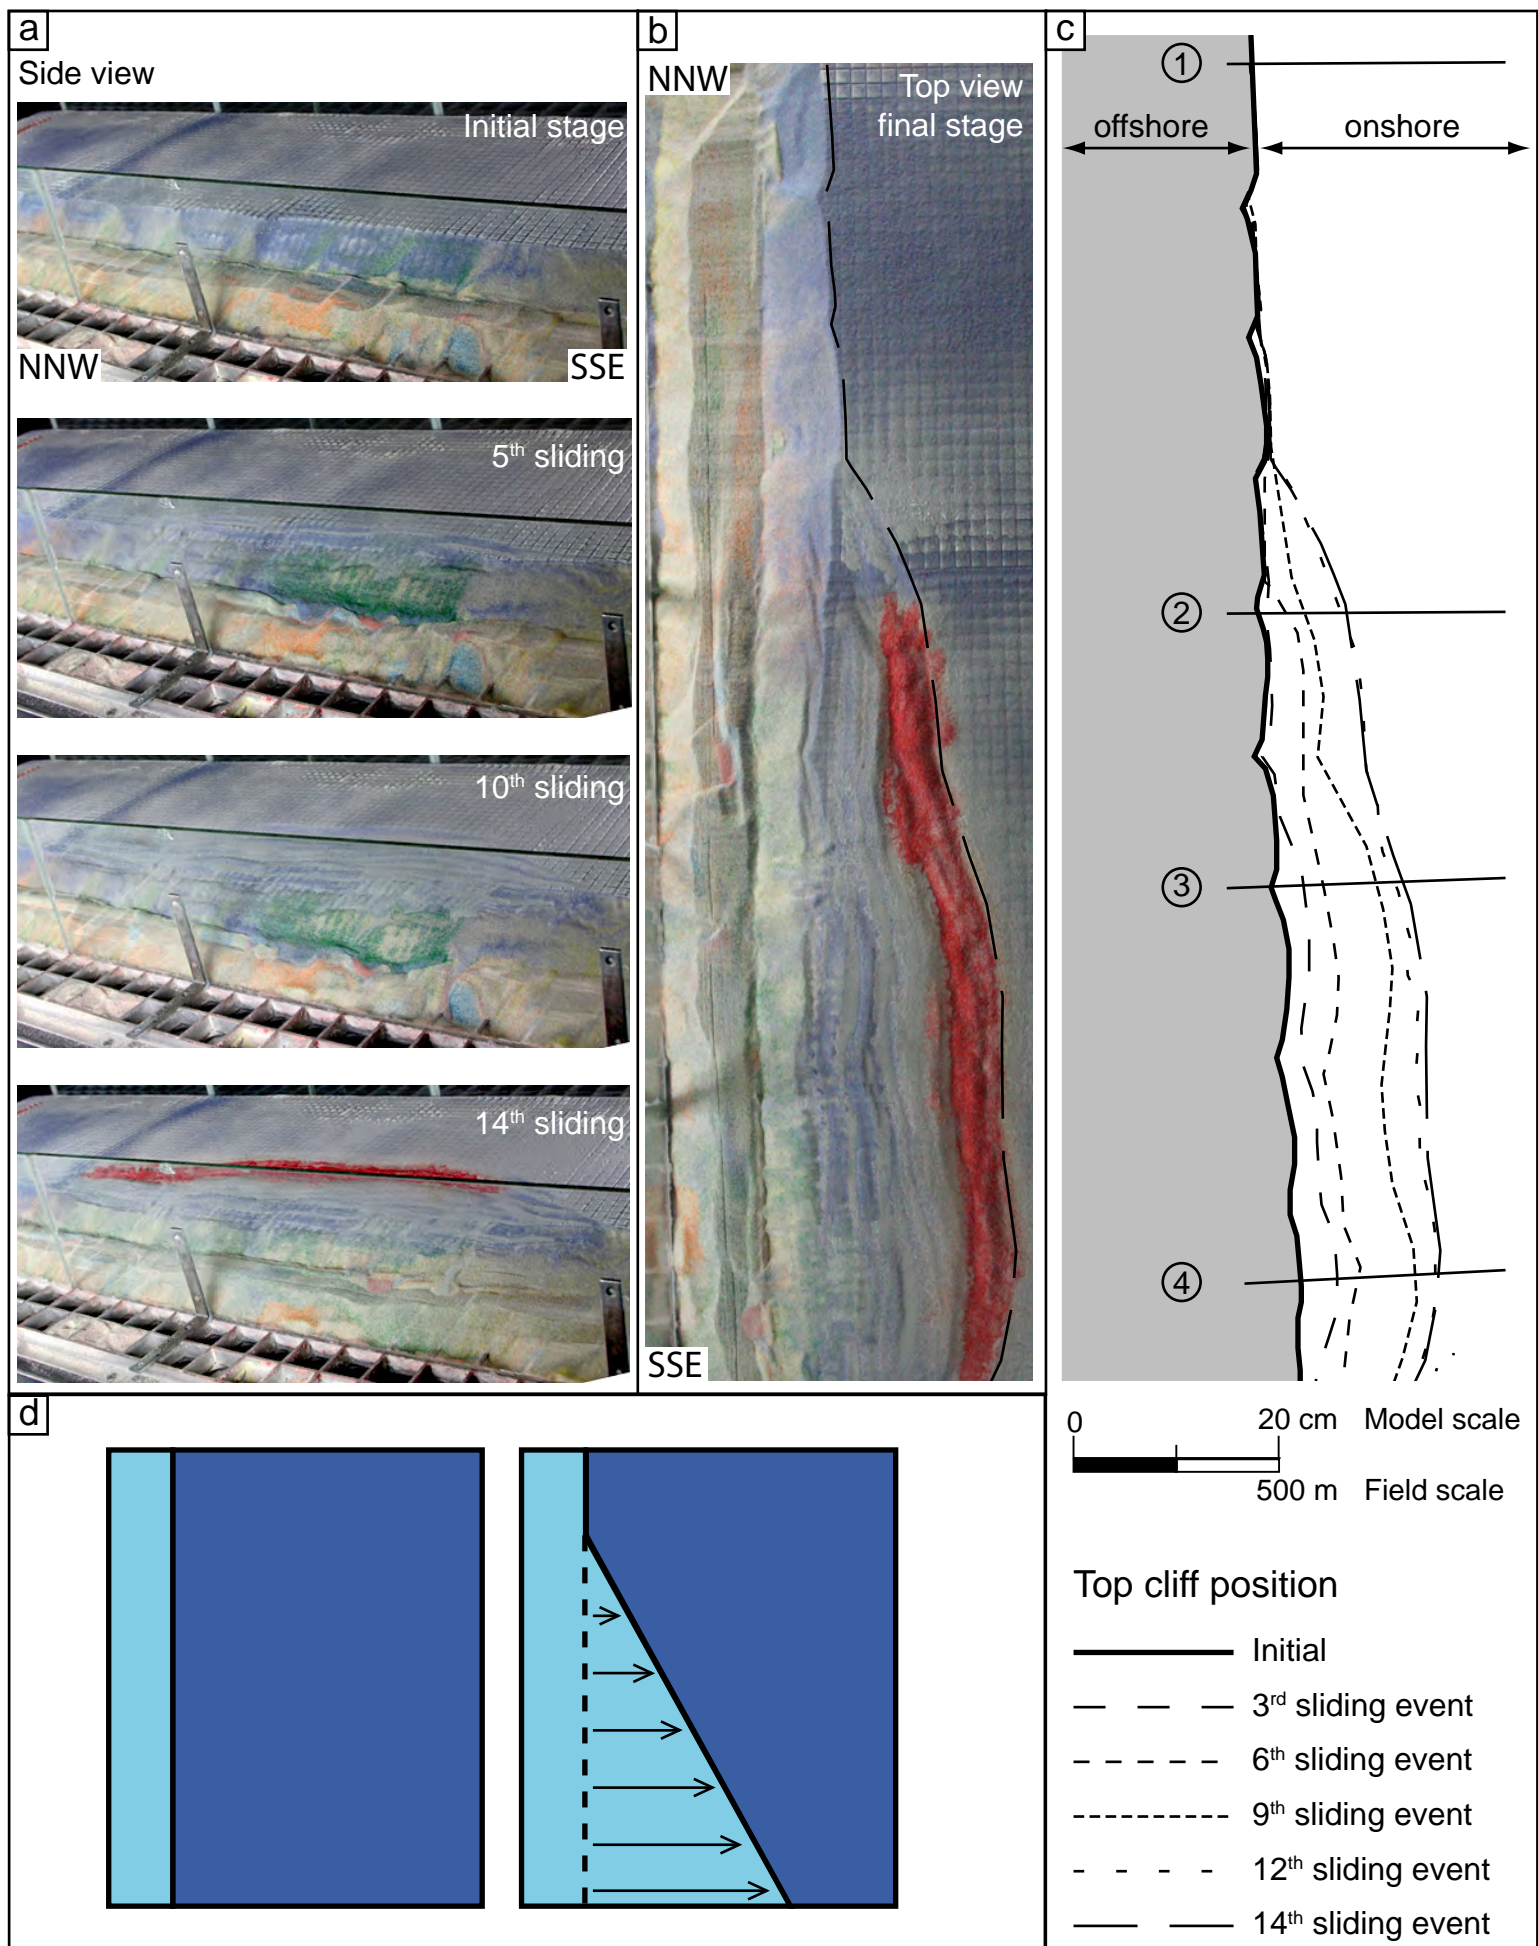 a
Side view
Initial stage
NNW
SSE
5th sliding
10th sliding
14th sliding
b
NNW
Top view
final stage
SSE
c
1
offshore
onshore
2
3
4
0
20 cm
Model scale
500 m
Field scale
Top cliff position
Initial
3rd sliding event
6th sliding event
9th sliding event
12th sliding event
14th sliding event
d